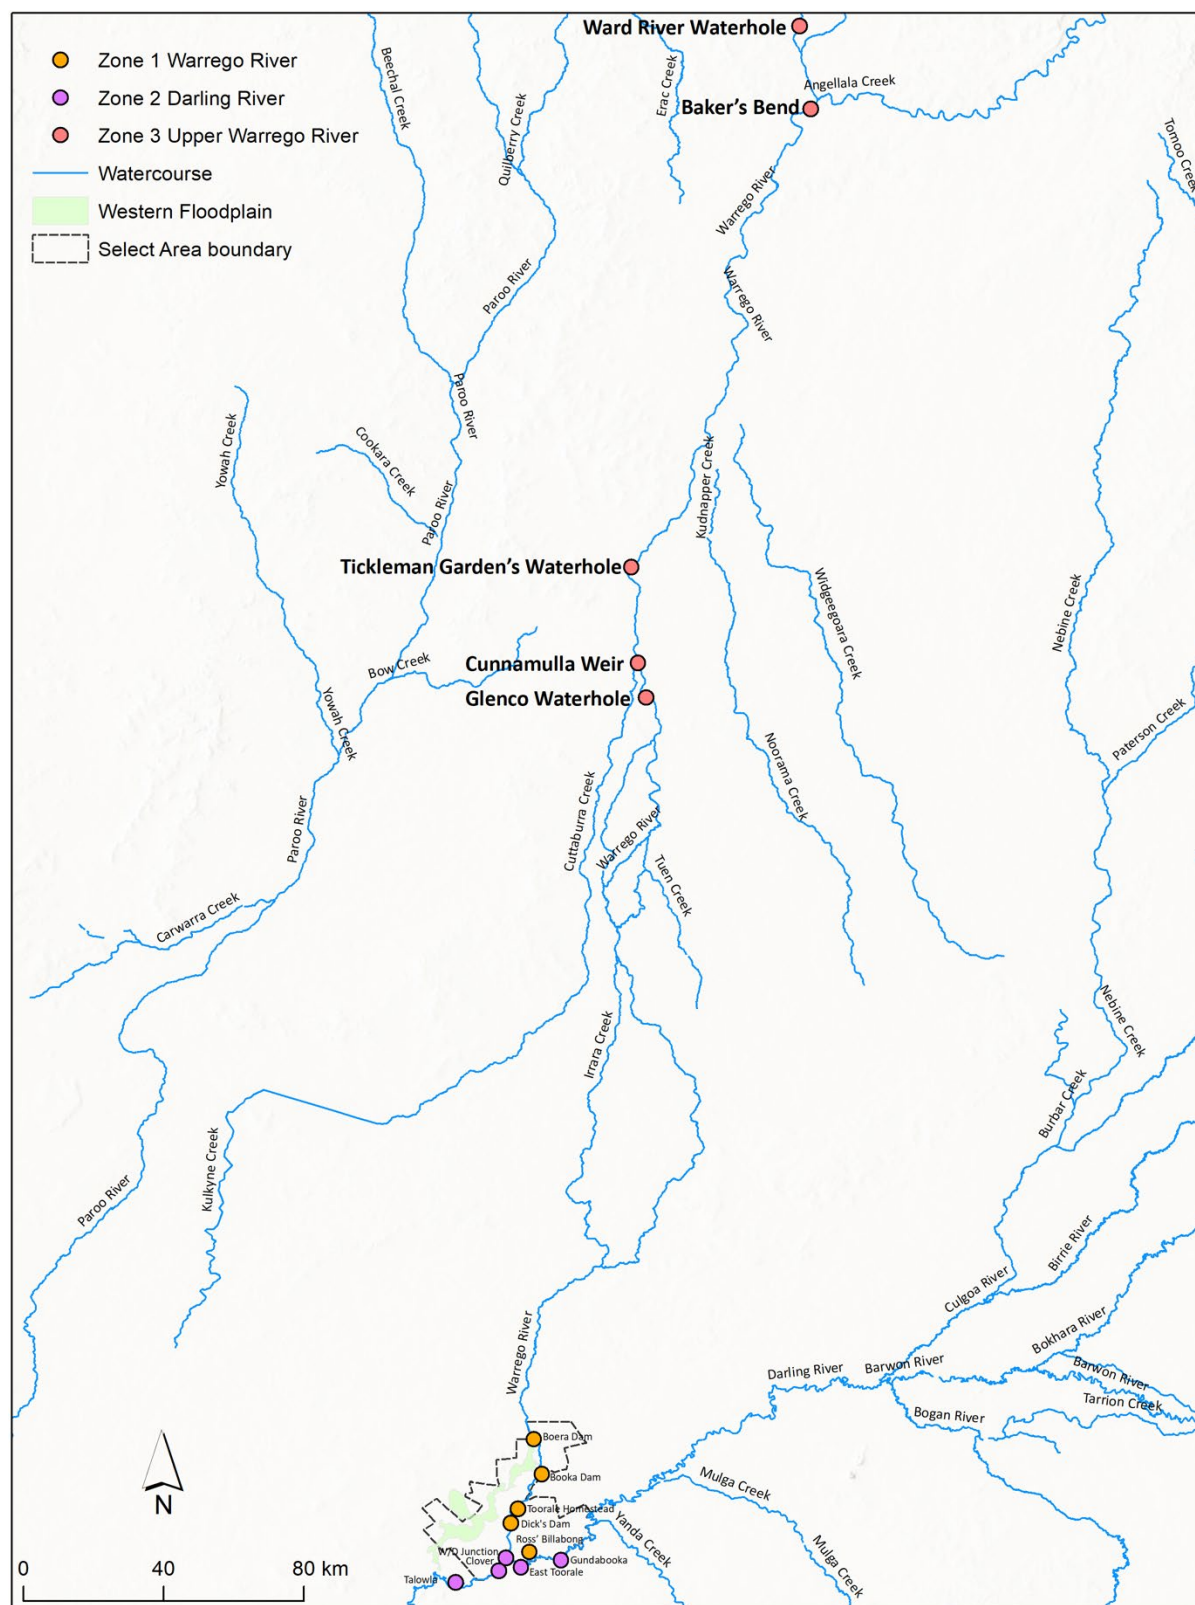 Zone 1 Warrego River
Zone 2 Darling River
Zone 3 Upper Warrego River
Watercourse
Western Floodplain
Select Area boundary
Ward River Waterhole
Beechal Creek
Quilberry Creek
Erac Creek
Angellala Creek
Baker's Bend
Tomoo Creek
Warrego River
Paroo River
Warrego River
Paroo River
Yowah Creek
Cookara Creek
Kudnapper Creek
Paroo River
Tickleman Garden's Waterhole
Widgeegoara Creek
Nebine Creek
Cunnamulla Weir
Bow Creek
Glenco Waterhole
Yowah Creek
Paterson Creek
Noorama Creek
Cuttaburra Creek
Paroo River
Warrego River
Tuen Creek
Carwarra Creek
Nebine Creek
Irrara Creek
Burbar Creek
Kulkyne Creek
Paroo River
Birrie River
Culgoa River
Bokhara River
Warrego River
Darling River
Barwon River
Barwon River
Tarrion Creek
Bogan River
Boera Dam
Booka Dam
Mulga Creek
N
Toorale Homestead
Dick's Dam
Yanda Creek
Ross' Billabong
W/D Junction
Clover
Gundabooka
East Toorale
Mulga Creek
Talowla
0 40 80 km